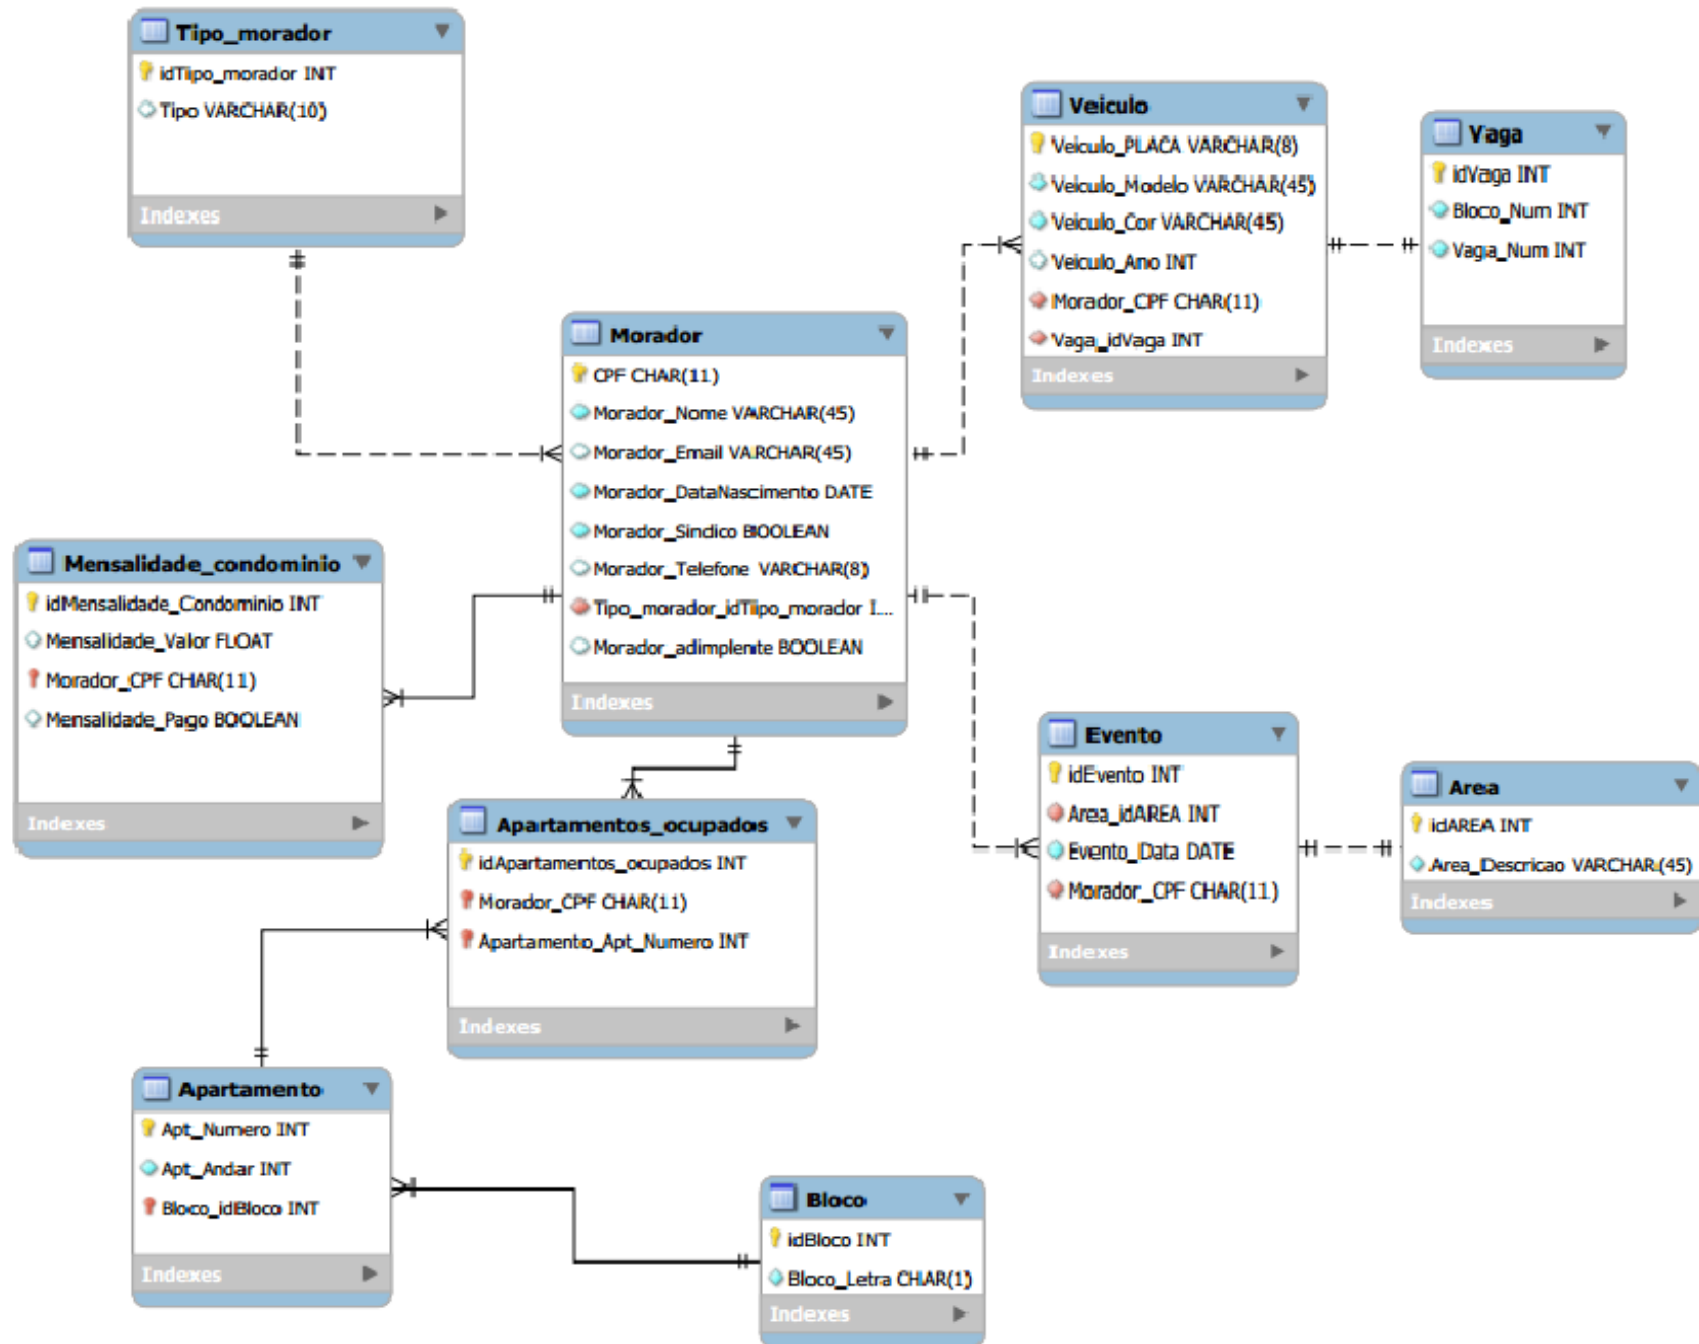 Tipo_morador
idTiipo_morador INT
Tipo VARCHAR(10)
Indexes
Veiculo
Veiculo_PLACA VARCHAR(8)
Veiculo_Modelo VARCHAR(45)
Veiculo_Cor VARCHAR(45)
Veiculo_Ano INT
Morador_CPF CHAR(11)
Vaga_idVaga INT
Indexes
Vaga
idVaga INT
Bloco_Num INT
Vaga_Num INT
Indexes
Morador
CPF CHAR(11)
Morador_Nome VARCHAR(45)
Morador_Email VARCHAR(45)
Morador_DataNascimento DATE
Morador_Sindico BOOLEAN
Morador_Telefone VARCHAR(8)
Tipo_morador_idTiipo_morador I...
Morador_adimplente BOOLEAN
Indexes
Mensalidade_condominio
idMensalidade_Condominio INT
Mensalidade_Valor FLOAT
Morador_CPF CHAR(11)
Mensalidade_Pago BOOLEAN
Indexes
Evento
idEvento INT
Area_idAREA INT
Evento_Data DATE
Morador_CPF CHAR(11)
Indexes
Area
idAREA INT
Area_Descricao VARCHAR(45)
Indexes
Apartamentos_ocupados
idApartamentos_ocupados INT
Morador_CPF CHAR(11)
Apartamento_Apt_Numero INT
Indexes
Apartamento
Apt_Numero INT
Apt_Andar INT
Bloco_idBloco INT
Indexes
Bloco
idBloco INT
Bloco_Letra CHAR(1)
Indexes